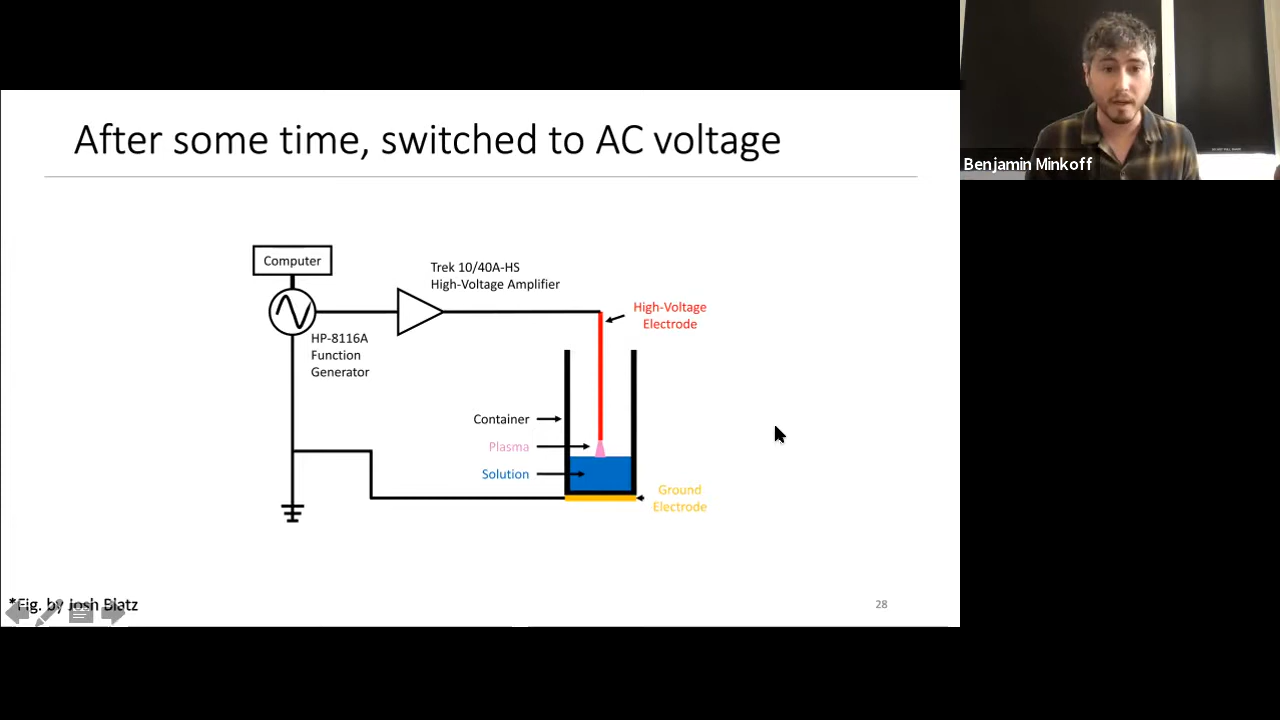 After some time, switched to AC voltage
Benjamin Minkoff
Computer
Trek 10/40A-HS
High-Voltage Amplifier
High-Voltage
Electrode
HP-8116A
Function
Generator
Container
Plasma
Solution
Ground
Electrode
*Fig. by Josh Blatz
28